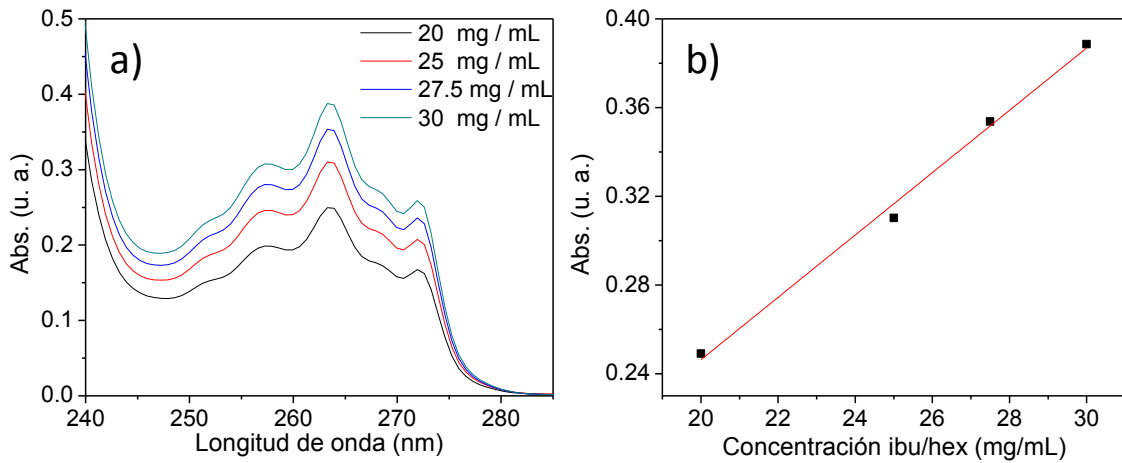 a)
20 mg / mL
25 mg / mL
27.5 mg / mL
30 mg / mL
0.5
0.4
0.3
0.2
0.1
0.0
Abs. (u. a.)
240
250
260
270
280
Longitud de onda (nm)
b)
0.40
0.36
0.32
0.28
0.24
Abs. (u. a.)
20
22
24
26
28
30
Concentración ibu/hex (mg/mL)